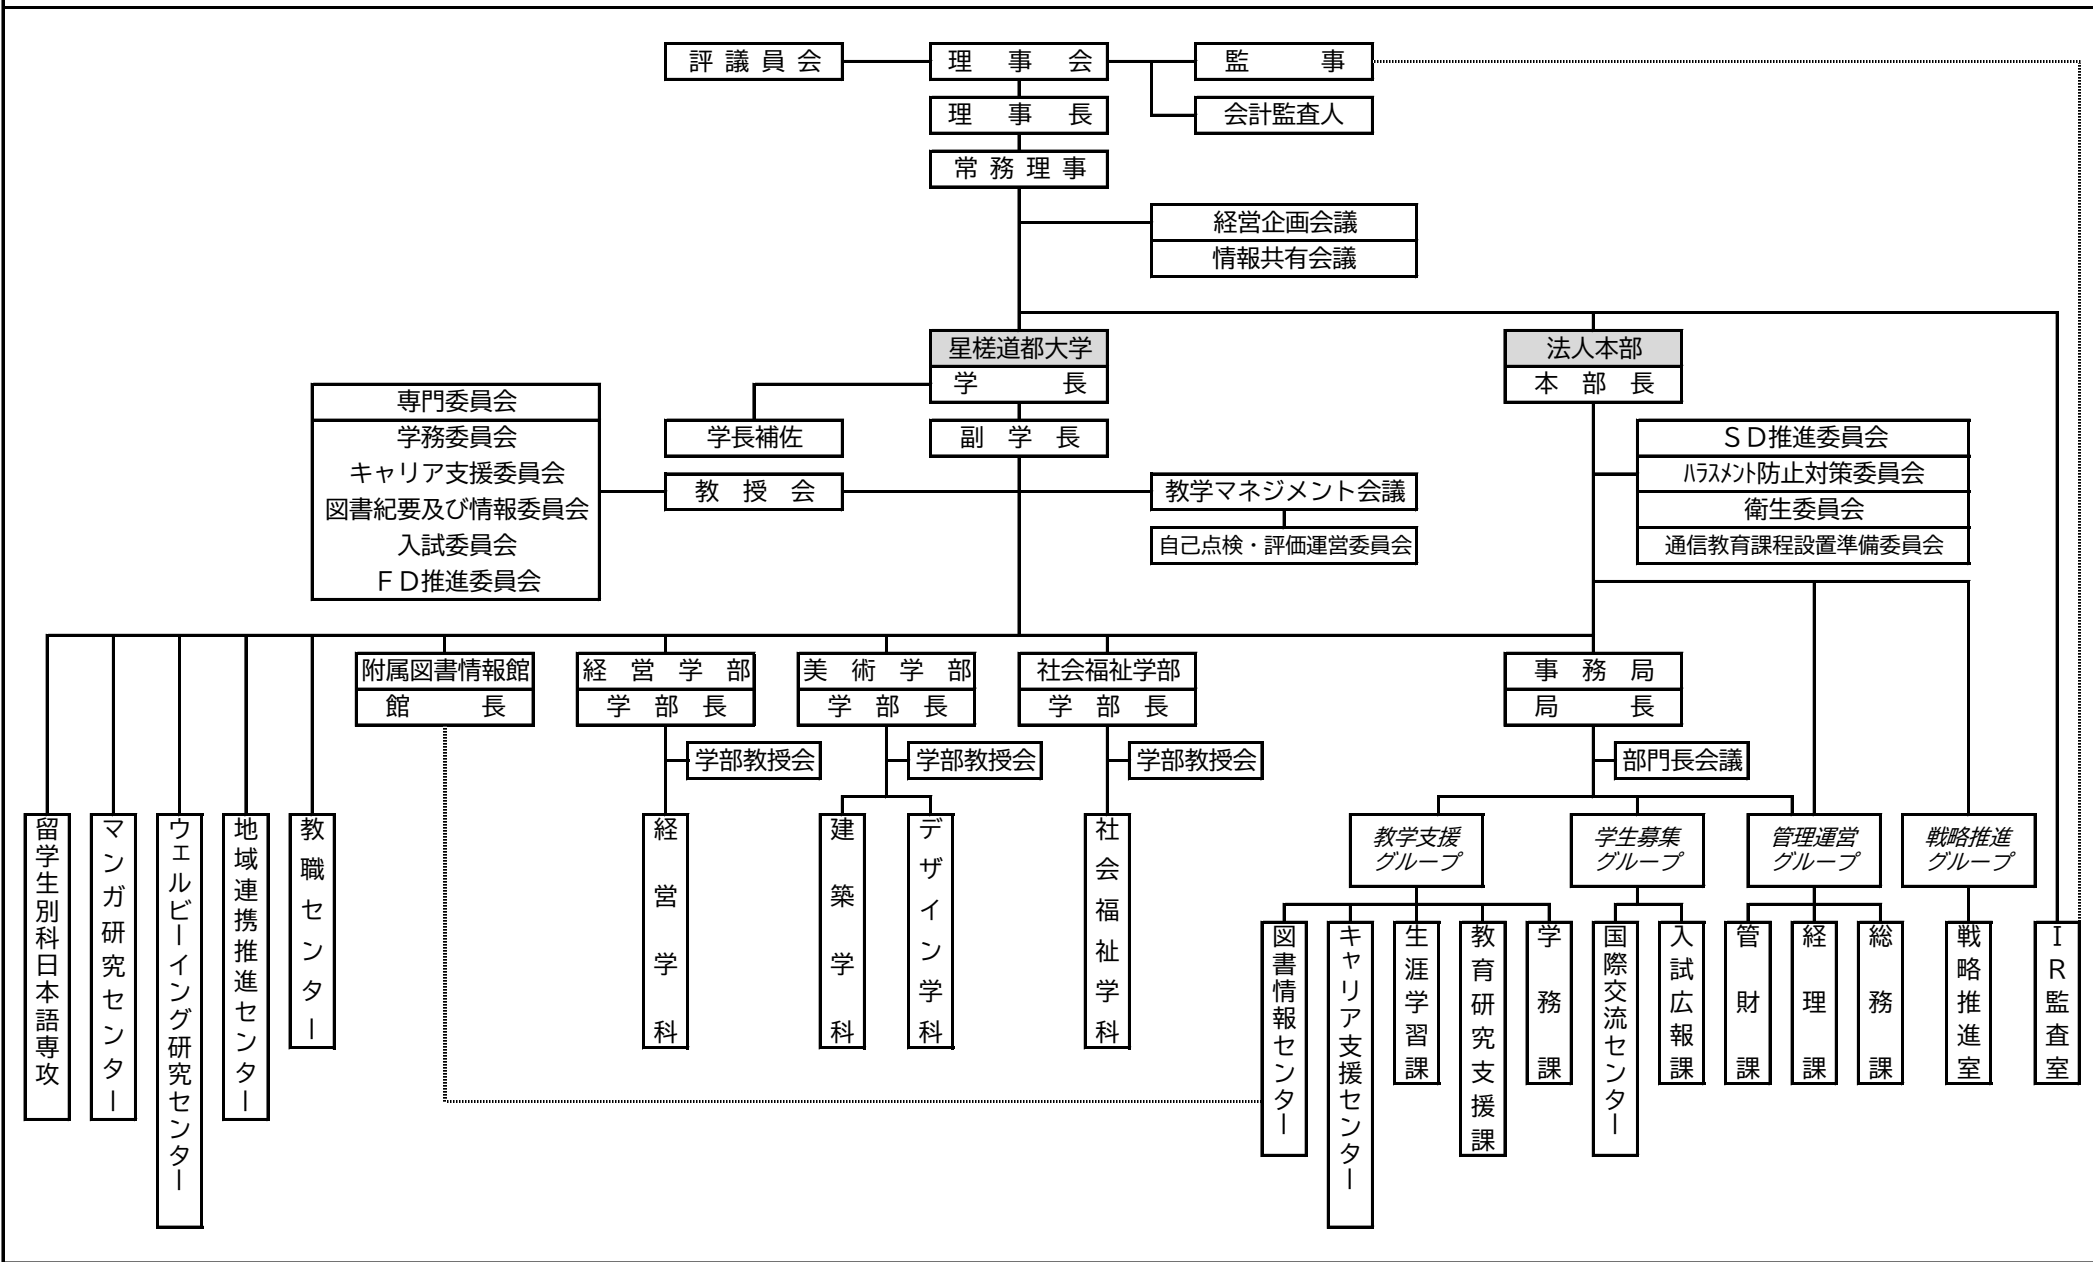 評議員会
理事会
監事
理事長
会計監査人
常務理事
経営企画会議
情報共有会議
星槎道都大学
学長
法人本部
本部長
専門委員会
学務委員会
キャリア支援委員会
図書紀要及び情報委員会
入試委員会
ＦＤ推進委員会
学長補佐
副学長
教授会
教学マネジメント会議
自己点検・評価運営委員会
ＳＤ推進委員会
ﾊﾗｽﾒﾝﾄ防止対策委員会
衛生委員会
通信教育課程設置準備委員会
附属図書情報館
館長
経営学部
学部長
美術学部
学部長
社会福祉学部
学部長
事務局
局長
学部教授会
学部教授会
学部教授会
部門長会議
留学生別科日本語専攻
マンガ研究センター
ウェルビーイング研究センター
地域連携推進センター
教職センター
経営学科
建築学科
デザイン学科
社会福祉学科
教学支援
グループ
学生募集
グループ
管理運営
グループ
戦略推進
グループ
図書情報センター
キャリア支援センター
生涯学習課
教育研究支援課
学務課
国際交流センター
入試広報課
管財課
経理課
総務課
戦略推進室
ＩＲ監査室